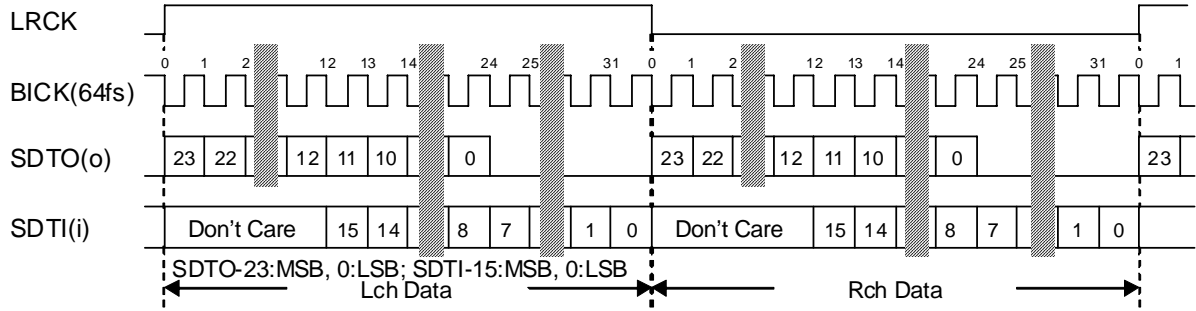 LRCK
0 1 2 12 13 14 24 25 31 0 1 2 12 13 14 24 25 31 0 1
BICK(64fs)
SDTO(o) 23 22 12 11 10 0 23 22 12 11 10 0 23
SDTI(i) Don't Care 15 14 8 7 1 0 Don't Care 15 14 8 7 1 0
SDTO-23:MSB, 0:LSB; SDTI-15:MSB, 0:LSB
Lch Data Rch Data